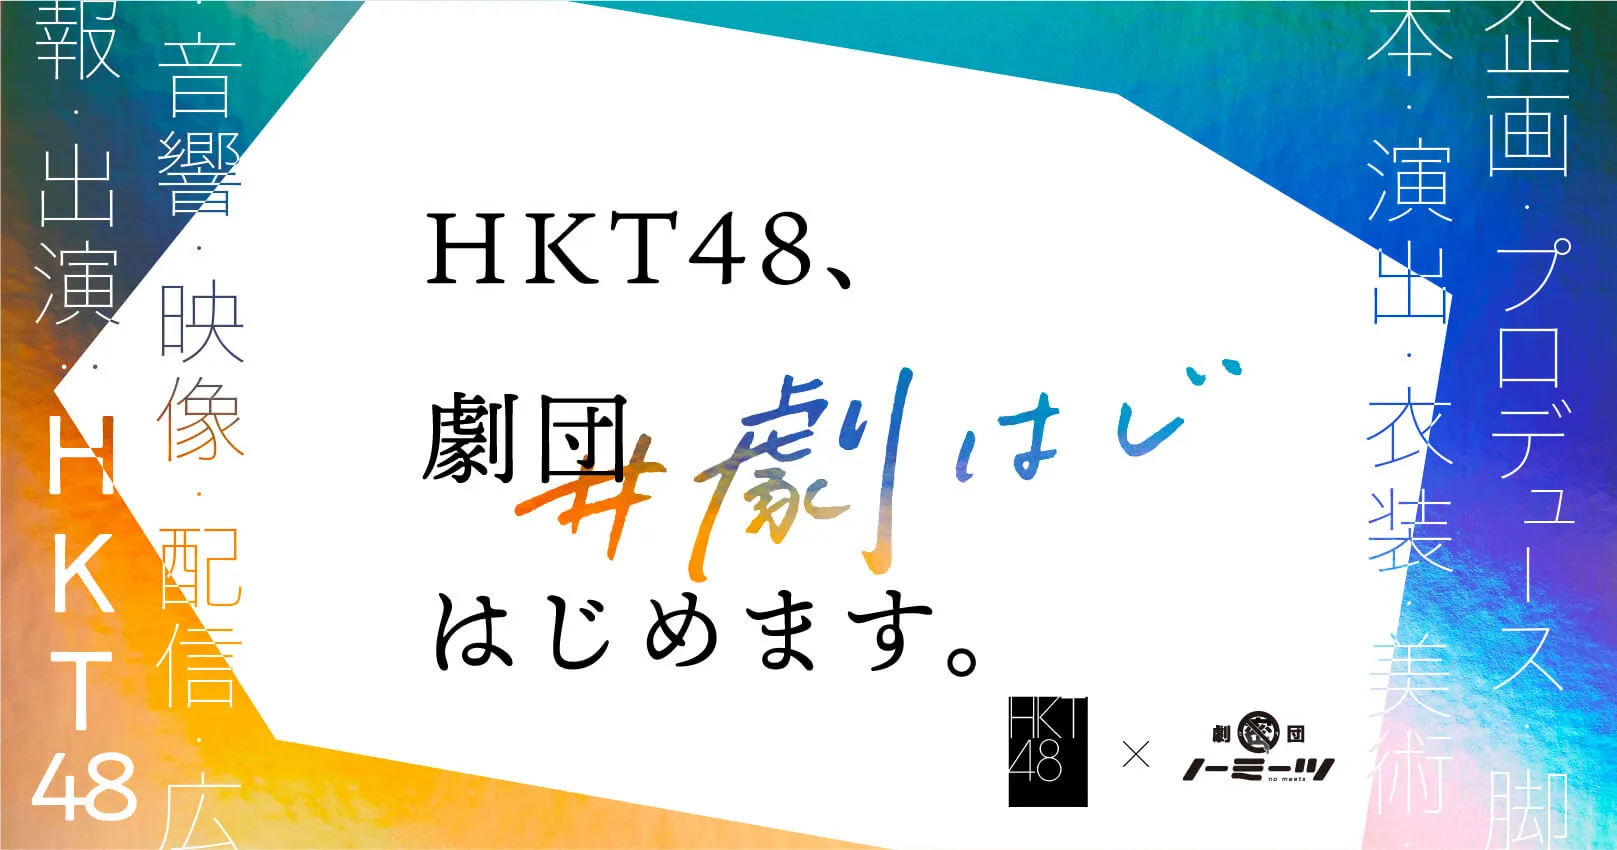 企画・プロデュース・脚
本・演出・衣装・美術
・音響・映像・配信・広
報・出演：HKT48
HKT48、
劇団
#劇はじ
はじめます。
HKT
48
×
劇団
ノーミーツ
no meets